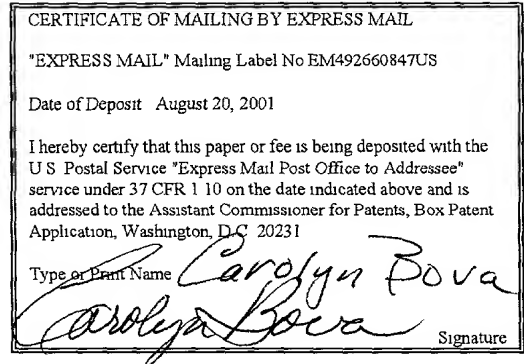 CERTIFICATE OF MAILING BY EXPRESS MAIL
"EXPRESS MAIL" Mailing Label No EM492660847US
Date of Deposit August 20, 2001
I hereby certify that this paper or fee is being deposited with the
U S Postal Service "Express Mail Post Office to Addressee"
service under 37 CFR 1 10 on the date indicated above and is
addressed to the Assistant Commissioner for Patents, Box Patent
Application, Washington, D.C. 20231
Type or Print Name Carolyn Bova
Carolyn Bova
Signature